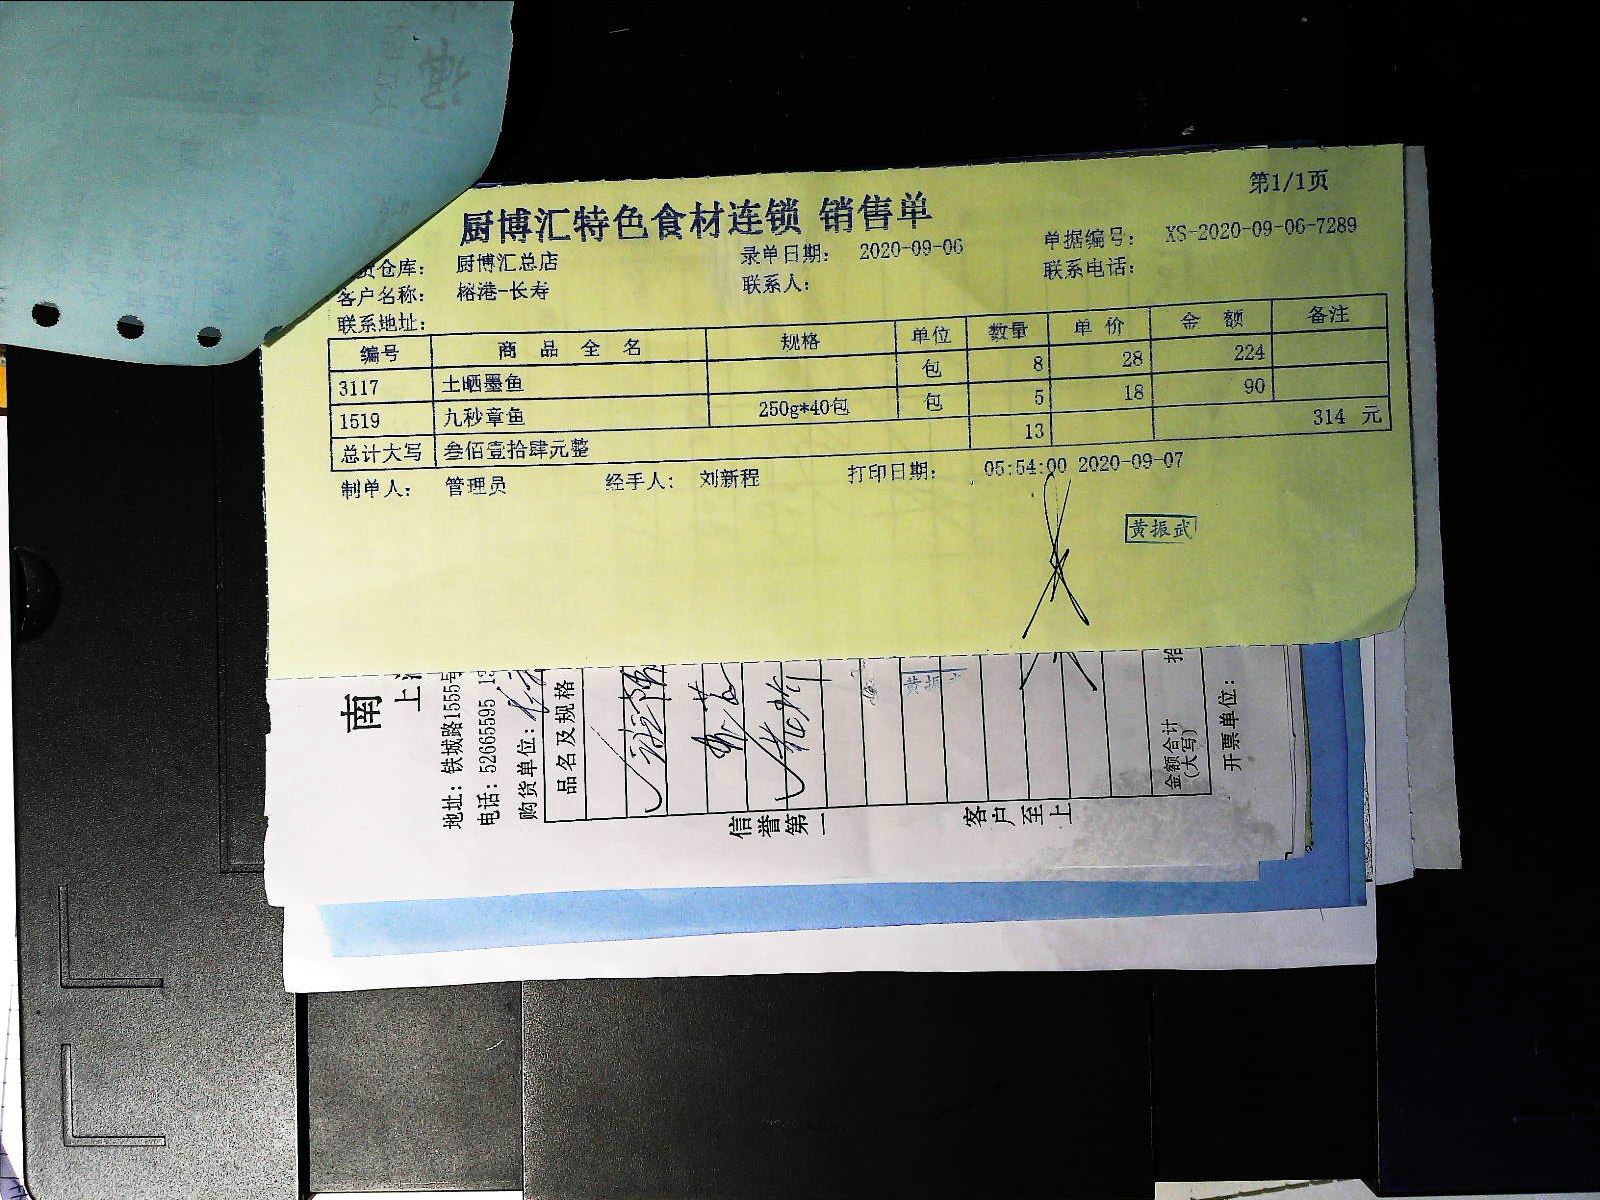 第1/1页
厨博汇特色食材连锁 销售单
货仓库： 厨博汇总店 录单日期： 2020-09-06 单据编号： XS-2020-09-06-7289
客户名称： 榕港-长寿 联系人： 联系电话：
联系地址：
编号 商 品 全 名 规格 单位 数量 单 价 金 额 备注
3117 土晒墨鱼 包 8 28 224
1519 九秒章鱼 250g*40包 包 5 18 90
总计大写 叁佰壹拾肆元整 13 314 元
制单人： 管理员 经手人： 刘新程 打印日期： 05:54:00 2020-09-07
黄振武
南
上
地址：铁城路1555号
电话：52665595
购货单位：
品名及规格
金额合计
(大写)
拾
开票单位：
信誉第一
客户至上